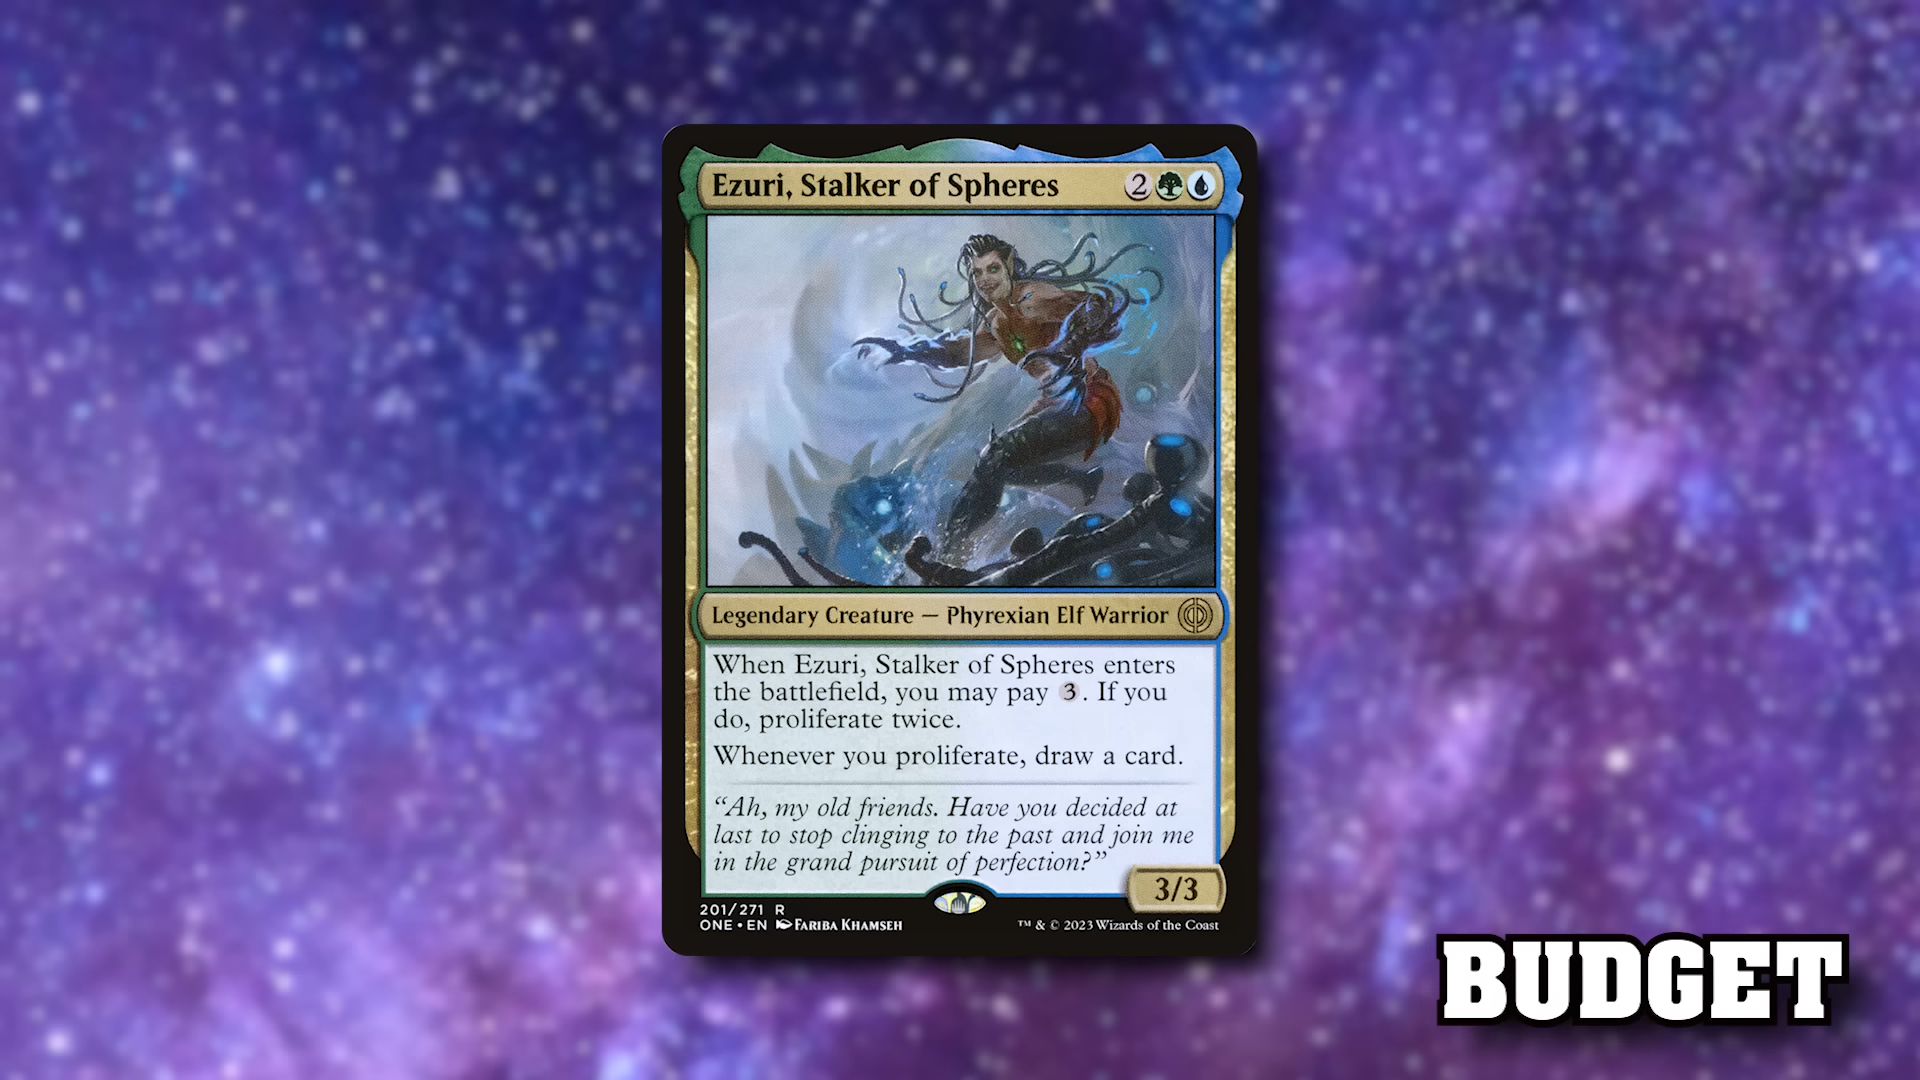 Ezuri, Stalker of Spheres 2
Legendary Creature — Phyrexian Elf Warrior
When Ezuri, Stalker of Spheres enters
the battlefield, you may pay 3. If you
do, proliferate twice.
Whenever you proliferate, draw a card.
“Ah, my old friends. Have you decided at
last to stop clinging to the past and join me
in the grand pursuit of perfection?”
3/3
201/271 R
ONE • EN Fariba Khamseh
™ & © 2023 Wizards of the Coast
BUDGET